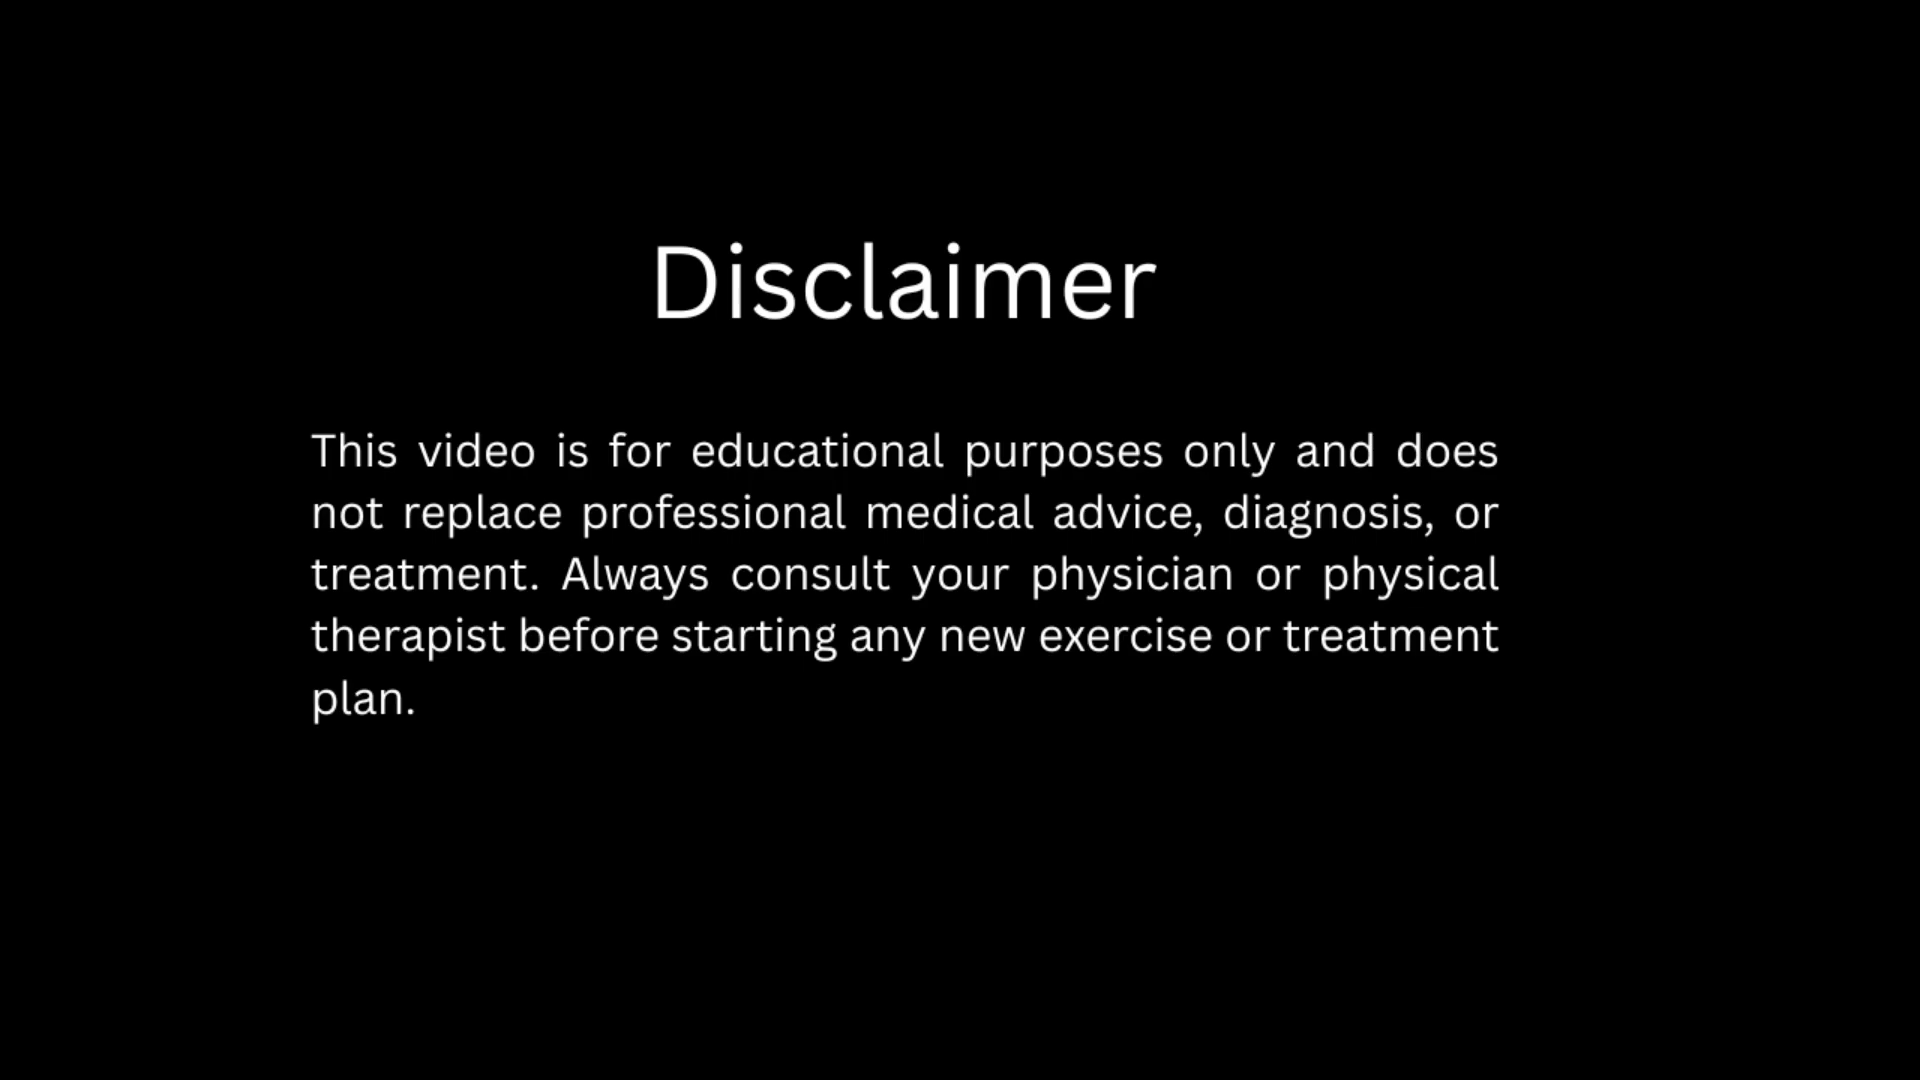 Disclaimer
This video is for educational purposes only and does
not replace professional medical advice, diagnosis, or
treatment. Always consult your physician or physical
therapist before starting any new exercise or treatment
plan.